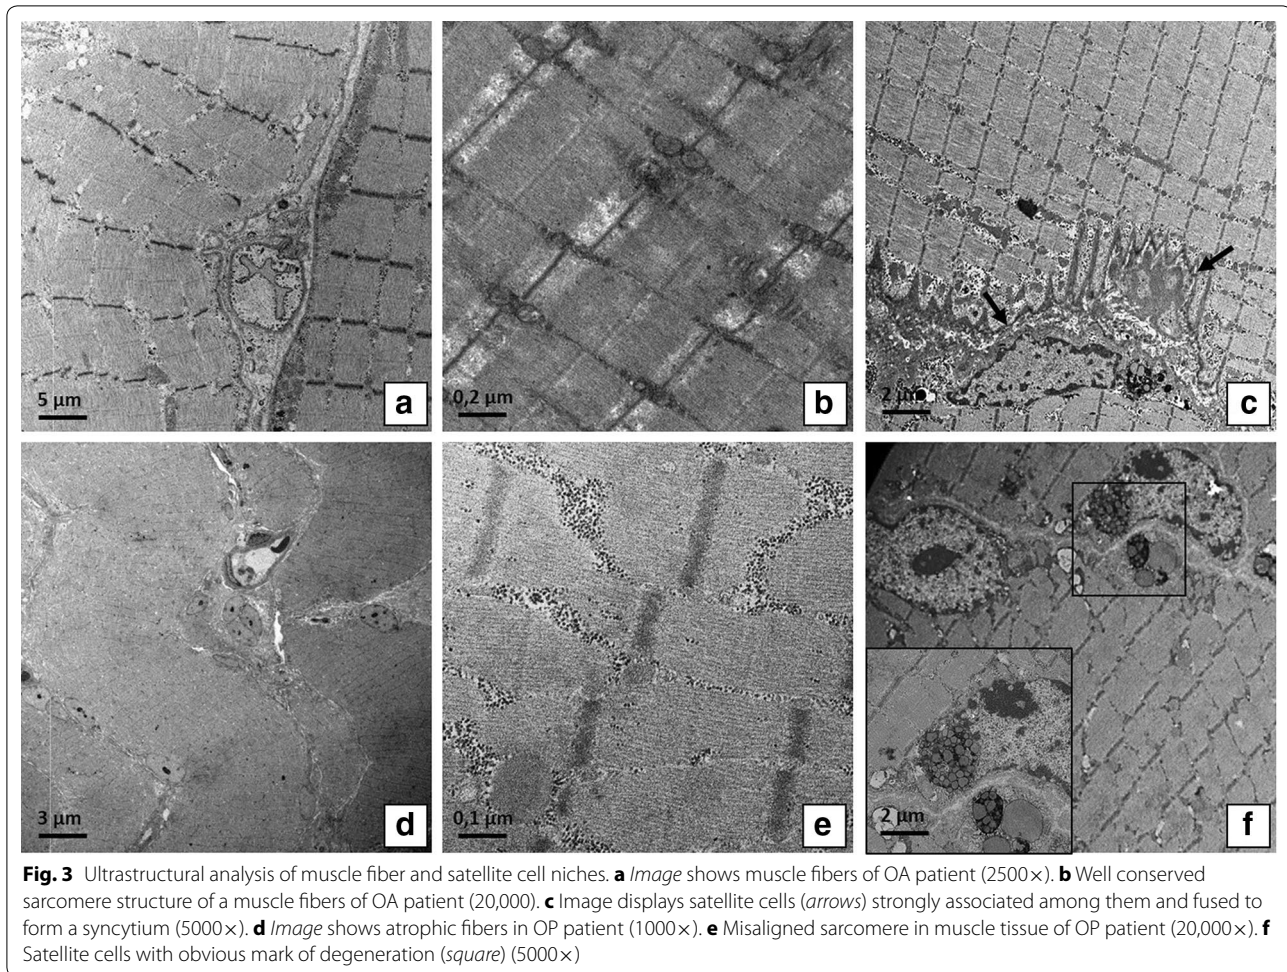 5 µm
a
0,2 µm
b
2 µm
c
3 µm
d
0,1 µm
e
2 µm
f
Fig. 3 Ultrastructural analysis of muscle fiber and satellite cell niches. a Image shows muscle fibers of OA patient (2500×). b Well conserved
sarcomere structure of a muscle fibers of OA patient (20,000). c Image displays satellite cells (arrows) strongly associated among them and fused to
form a syncytium (5000×). d Image shows atrophic fibers in OP patient (1000×). e Misaligned sarcomere in muscle tissue of OP patient (20,000×). f
Satellite cells with obvious mark of degeneration (square) (5000×)